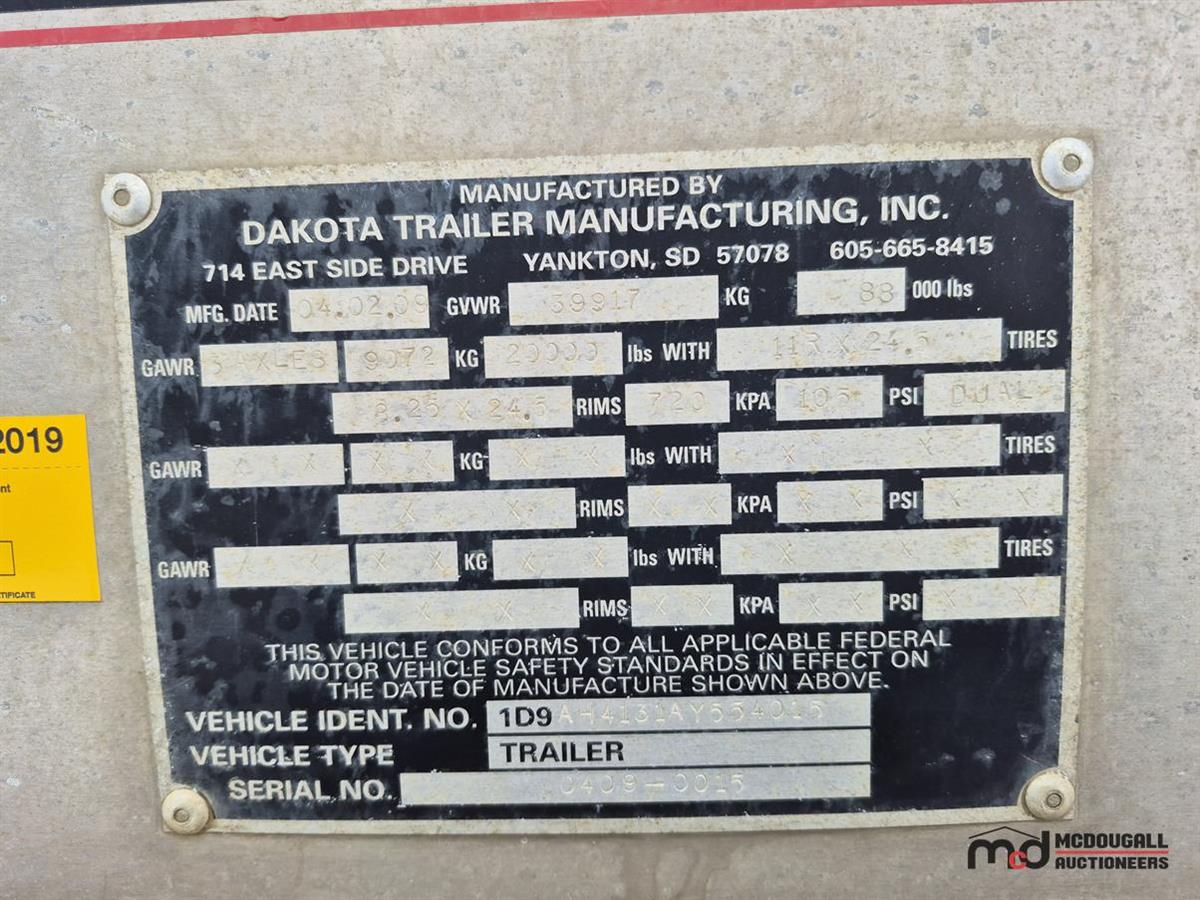 MANUFACTURED BY
DAKOTA TRAILER MANUFACTURING, INC.
714 EAST SIDE DRIVE YANKTON, SD 57078 605-665-8415
MFG. DATE 04.02.09 GVWR 39917 KG 88 000 lbs
GAWR 3 AXLES 9072 KG 20000 lbs WITH 11R X 24.5 TIRES
8.25 X 24.5 RIMS 720 KPA 105 PSI DUAL
GAWR X X X X X KG X - X lbs WITH X X TIRES
X X RIMS X X KPA X X PSI X X
GAWR X X X X KG X X lbs WITH X X TIRES
X X RIMS X X KPA X X PSI X X
THIS VEHICLE CONFORMS TO ALL APPLICABLE FEDERAL
MOTOR VEHICLE SAFETY STANDARDS IN EFFECT ON
THE DATE OF MANUFACTURE SHOWN ABOVE.
VEHICLE IDENT. NO. 1D9AH4131AY554015
VEHICLE TYPE TRAILER
SERIAL NO. 0409-0015
2019
MCDOUGALL
AUCTIONEERS
mcd